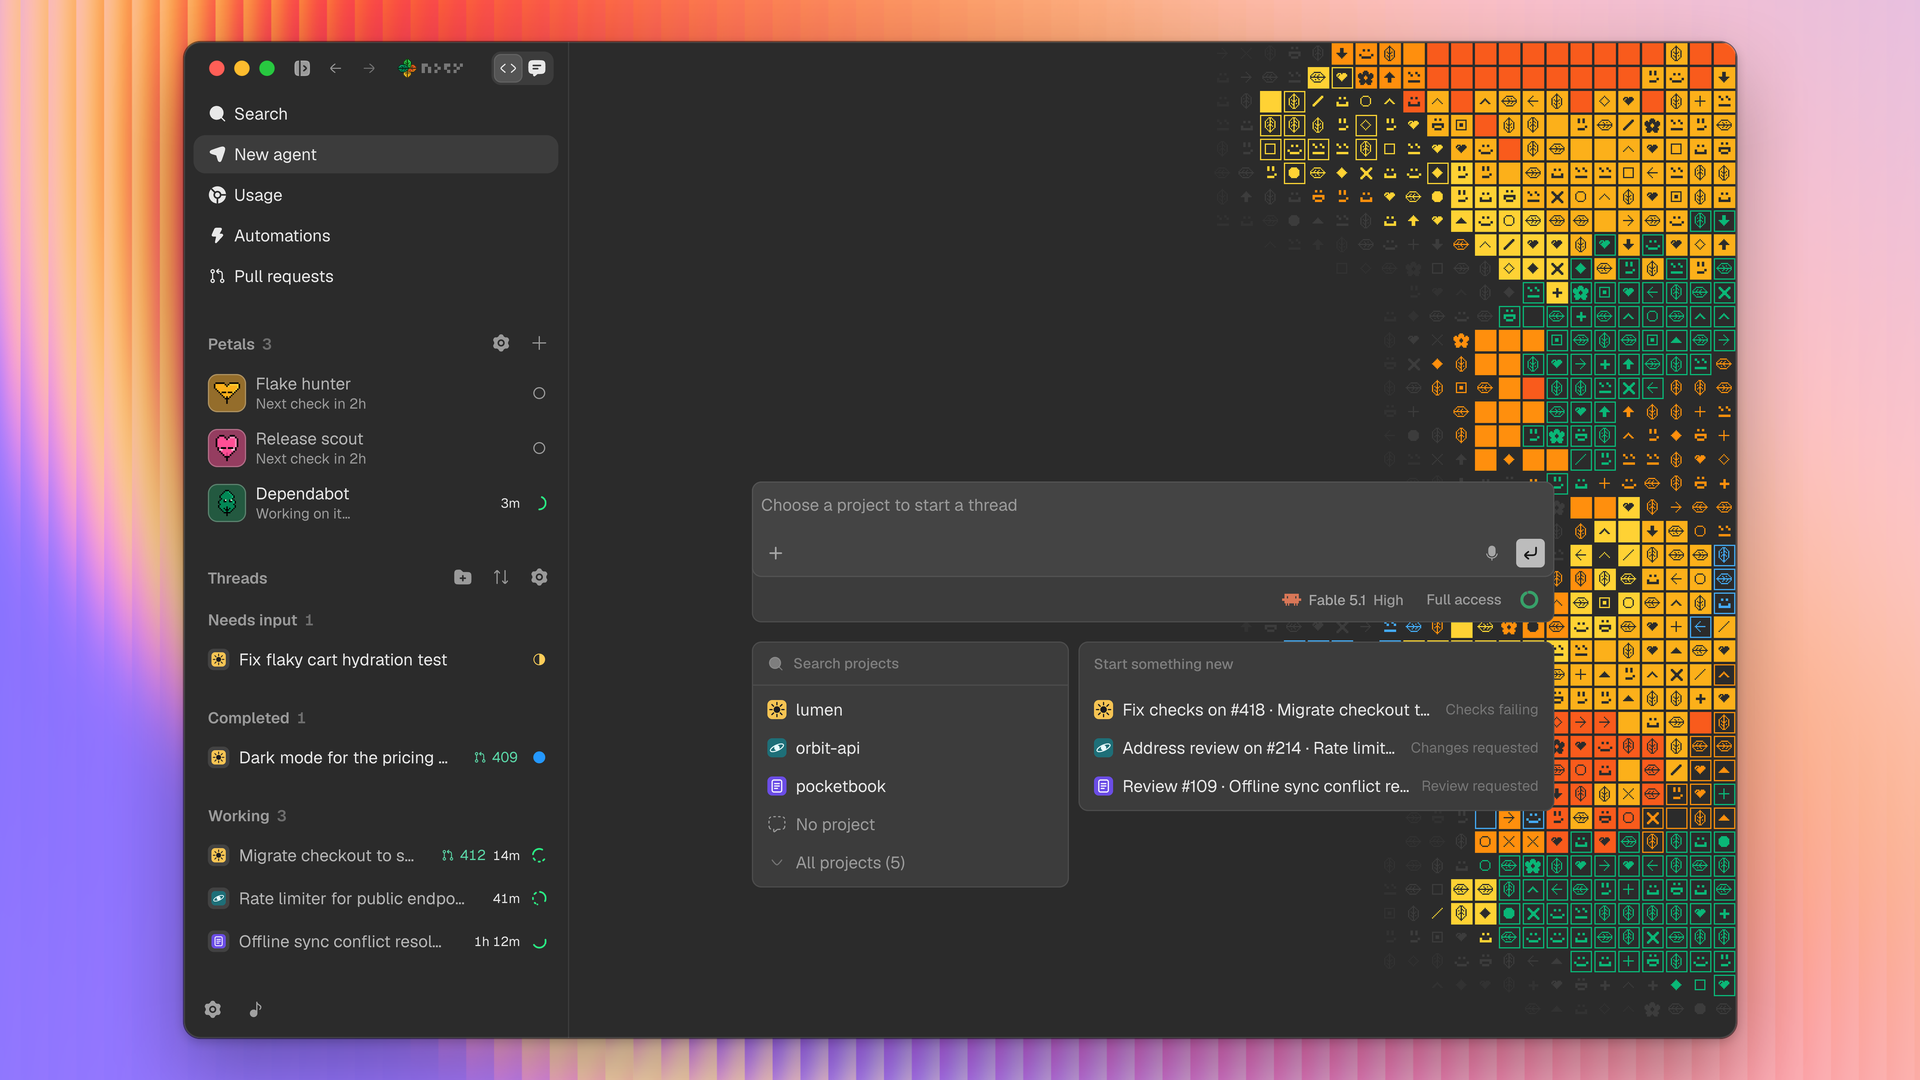 Search
New agent
Usage
Automations
Pull requests
Petals 3
Flake hunter
Next check in 2h
Release scout
Next check in 2h
Dependabot
Working on it...
3m
Threads
Needs input 1
Fix flaky cart hydration test
Completed 1
Dark mode for the pricing ... 409
Working 3
Migrate checkout to s... 412 14m
Rate limiter for public endpo... 41m
Offline sync conflict resol... 1h 12m
Choose a project to start a thread
Fable 5.1 High Full access
Search projects
lumen
orbit-api
pocketbook
No project
All projects (5)
Start something new
Fix checks on #418 · Migrate checkout t... Checks failing
Address review on #214 · Rate limit... Changes requested
Review #109 · Offline sync conflict re... Review requested